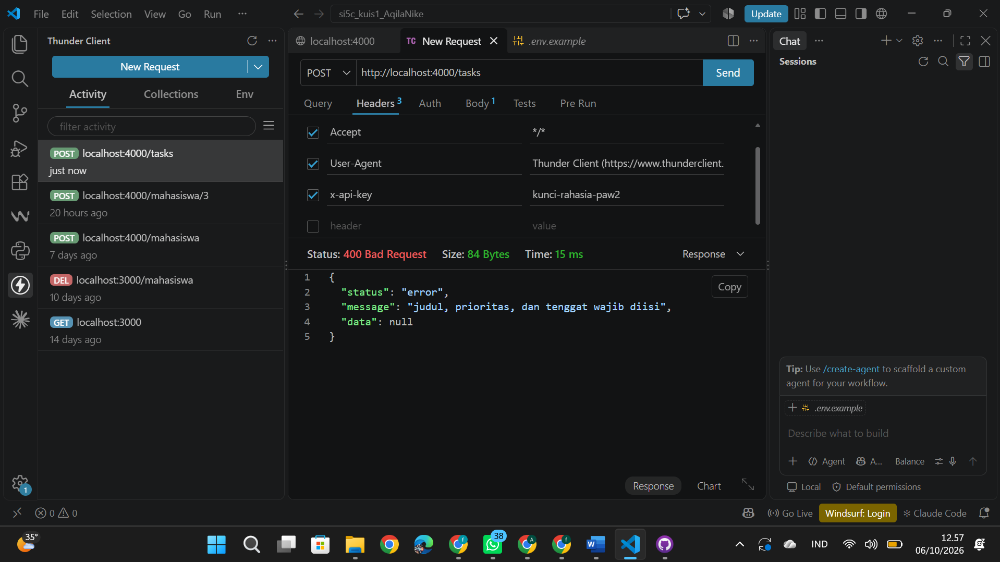 File Edit Selection View Go Run ...
si5c_kuis1_AqilaNike
Update
Thunder Client
New Request
Activity Collections Env
filter activity
POST localhost:4000/tasks
just now
POST localhost:4000/mahasiswa/3
20 hours ago
POST localhost:4000/mahasiswa
7 days ago
DEL localhost:3000/mahasiswa
10 days ago
GET localhost:3000
14 days ago
localhost:4000
TC New Request
.env.example
POST http://localhost:4000/tasks Send
Query Headers 3 Auth Body 1 Tests Pre Run
Accept */*
User-Agent Thunder Client (https://www.thunderclient.
x-api-key kunci-rahasia-paw2
header value
Status: 400 Bad Request Size: 84 Bytes Time: 15 ms Response
1 {
2 "status": "error",
3 "message": "judul, prioritas, dan tenggat wajib diisi",
4 "data": null
5 }
Copy
Response Chart
Chat
Sessions
Tip: Use /create-agent to scaffold a custom
agent for your workflow.
.env.example
Describe what to build
Agent A... Balance
Local Default permissions
1
0 0
Go Live Windsurf: Login Claude Code
35°
38
IND
12.57
06/10/2026